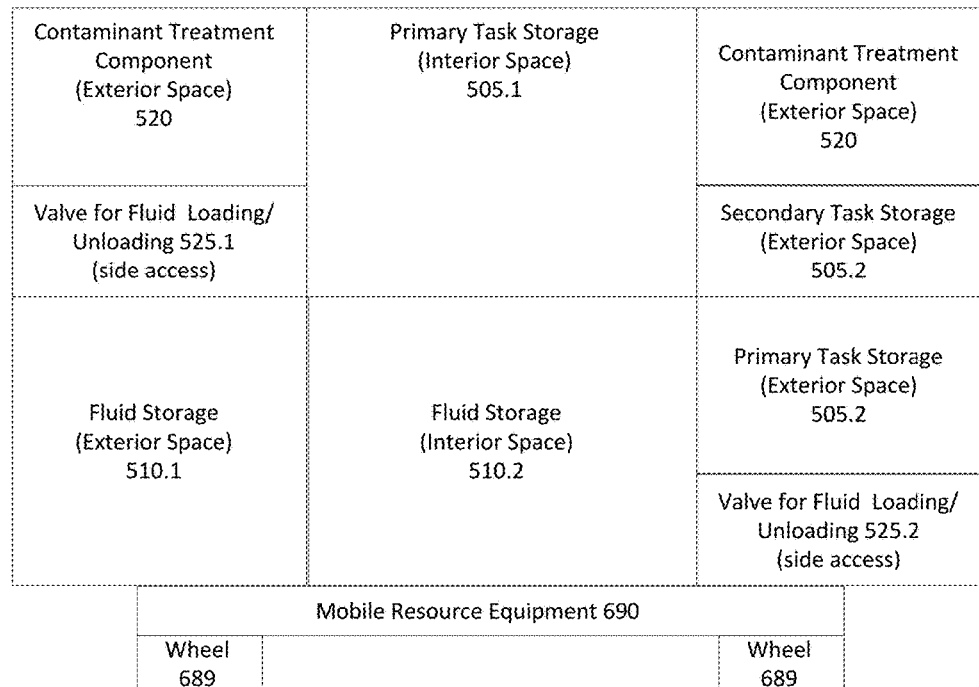 Contaminant Treatment
Component
(Exterior Space)
520
Primary Task Storage
(Interior Space)
505.1
Contaminant Treatment
Component
(Exterior Space)
520
Valve for Fluid Loading/
Unloading 525.1
(side access)
Secondary Task Storage
(Exterior Space)
505.2
Fluid Storage
(Exterior Space)
510.1
Fluid Storage
(Interior Space)
510.2
Primary Task Storage
(Exterior Space)
505.2
Valve for Fluid Loading/
Unloading 525.2
(side access)
Mobile Resource Equipment 690
Wheel
689
Wheel
689